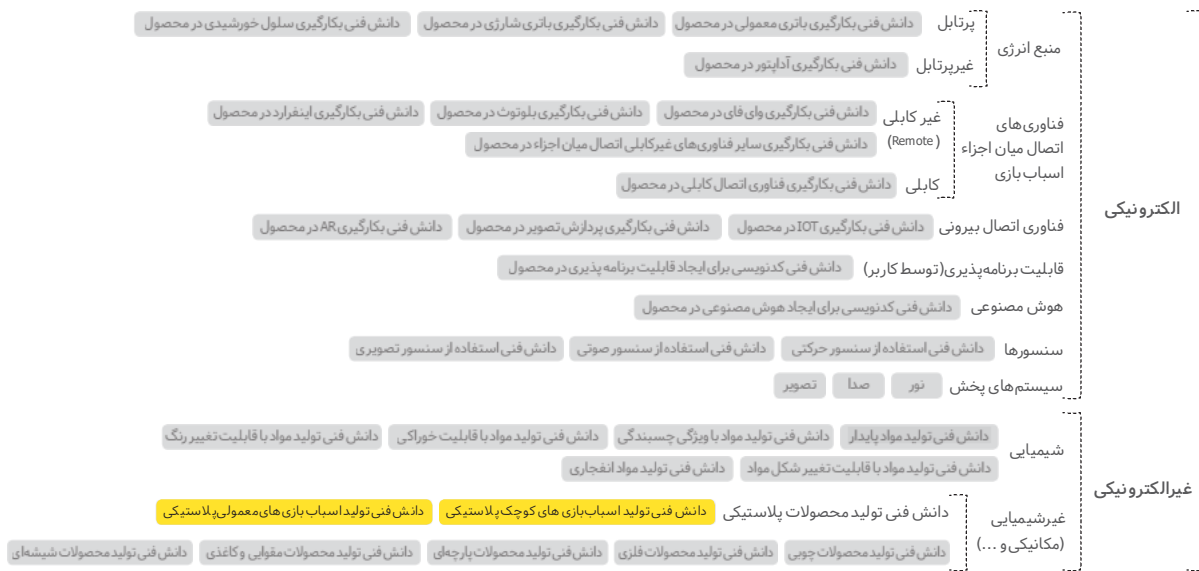 الکترونیکی
منبع انرژی
پرتابل
دانش فنی بکارگیری باتری معمولی در محصول
دانش فنی بکارگیری باتری شارژی در محصول
دانش فنی بکارگیری سلول خورشیدی در محصول
غیرپرتابل
دانش فنی بکارگیری آداپتور در محصول
فناوری‌های
اتصال میان اجزاء
اسباب بازی
غیر کابلی
(Remote)
دانش فنی بکارگیری وای فای در محصول
دانش فنی بکارگیری بلوتوث در محصول
دانش فنی بکارگیری اینفرارد در محصول
دانش فنی بکارگیری سایر فناوری‌های غیرکابلی اتصال میان اجزاء در محصول
کابلی
دانش فنی بکارگیری فناوری اتصال کابلی در محصول
فناوری اتصال بیرونی
دانش فنی بکارگیری IOT در محصول
دانش فنی بکارگیری پردازش تصویر در محصول
دانش فنی بکارگیری AR در محصول
قابلیت برنامه‌پذیری(توسط کاربر)
دانش فنی کدنویسی برای ایجاد قابلیت برنامه پذیری در محصول
هوش مصنوعی
دانش فنی کدنویسی برای ایجاد هوش مصنوعی در محصول
سنسورها
دانش فنی استفاده از سنسور حرکتی
دانش فنی استفاده از سنسور صوتی
دانش فنی استفاده از سنسور تصویری
سیستم‌های پخش
نور
صدا
تصویر
غیرالکترونیکی
شیمیایی
دانش فنی تولید مواد پایدار
دانش فنی تولید مواد با ویژگی چسبندگی
دانش فنی تولید مواد با قابلیت خوراکی
دانش فنی تولید مواد با قابلیت تغییر رنگ
دانش فنی تولید مواد با قابلیت تغییر شکل مواد
دانش فنی تولید مواد انفجاری
غیرشیمیایی
(مکانیکی و ...)
دانش فنی تولید محصولات پلاستیکی
دانش فنی تولید اسباب‌بازی های کوچک پلاستیکی
دانش فنی تولید اسباب بازی های معمولی پلاستیکی
دانش فنی تولید محصولات چوبی
دانش فنی تولید محصولات فلزی
دانش فنی تولید محصولات پارچه‌ای
دانش فنی تولید محصولات مقوایی و کاغذی
دانش فنی تولید محصولات شیشه‌ای